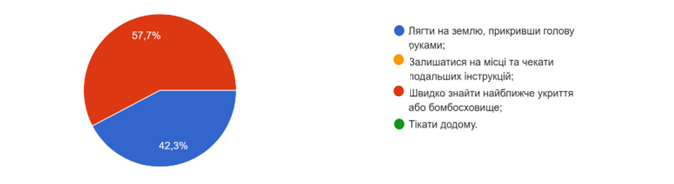 57,7%
42,3%
Лягти на землю, прикривши голову
руками;
Залишатися на місці та чекати
подальших інструкцій;
Швидко знайти найближче укриття
або бомбосховище;
Тікати додому.